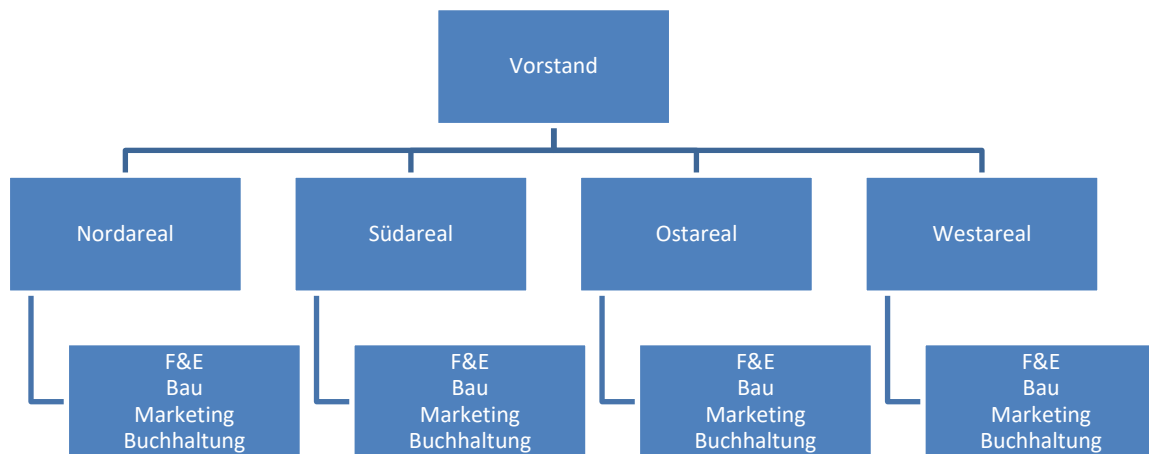 Vorstand
Nordareal
Südareal
Ostareal
Westareal
F&E
Bau
Marketing
Buchhaltung
F&E
Bau
Marketing
Buchhaltung
F&E
Bau
Marketing
Buchhaltung
F&E
Bau
Marketing
Buchhaltung